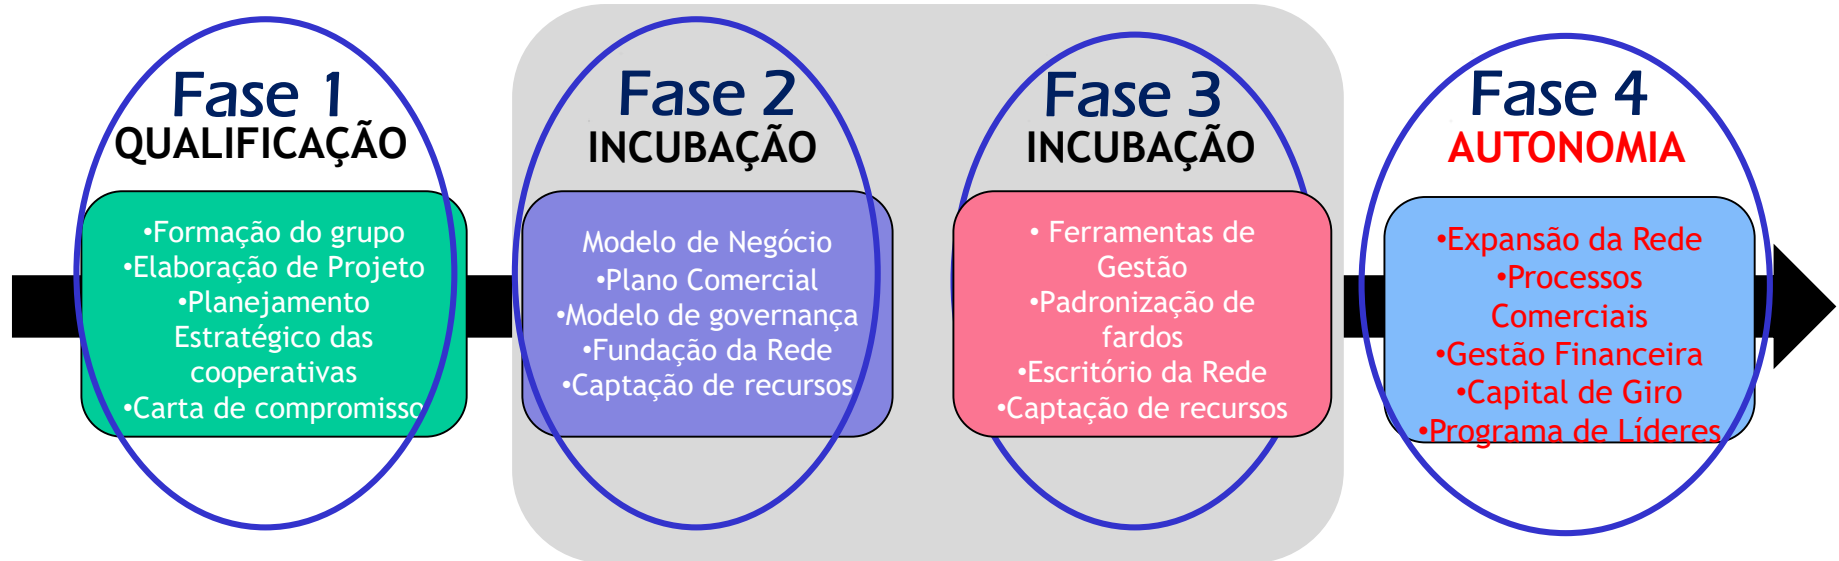 Fase 1
QUALIFICAÇÃO
•Formação do grupo
•Elaboração de Projeto
•Planejamento
Estratégico das
cooperativas
•Carta de compromisso
Fase 2
INCUBAÇÃO
Modelo de Negócio
•Plano Comercial
•Modelo de governança
•Fundação da Rede
•Captação de recursos
Fase 3
INCUBAÇÃO
• Ferramentas de
Gestão
•Padronização de
fardos
•Escritório da Rede
•Captação de recursos
Fase 4
AUTONOMIA
•Expansão da Rede
•Processos
Comerciais
•Gestão Financeira
•Capital de Giro
•Programa de Líderes